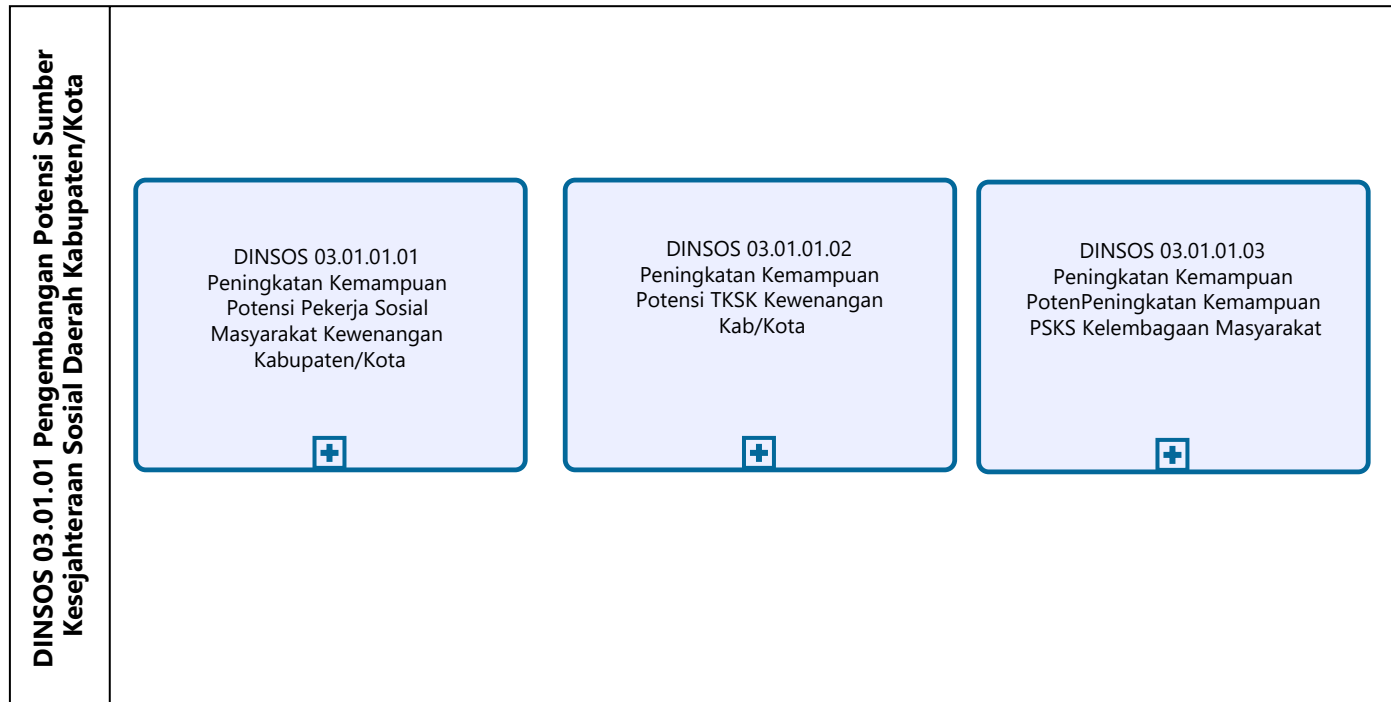 DINSOS 03.01.01 Pengembangan Potensi Sumber
Kesejahteraan Sosial Daerah Kabupaten/Kota
DINSOS 03.01.01.01
Peningkatan Kemampuan
Potensi Pekerja Sosial
Masyarakat Kewenangan
Kabupaten/Kota
DINSOS 03.01.01.02
Peningkatan Kemampuan
Potensi TKSK Kewenangan
Kab/Kota
DINSOS 03.01.01.03
Peningkatan Kemampuan
PotenPeningkatan Kemampuan
PSKS Kelembagaan Masyarakat